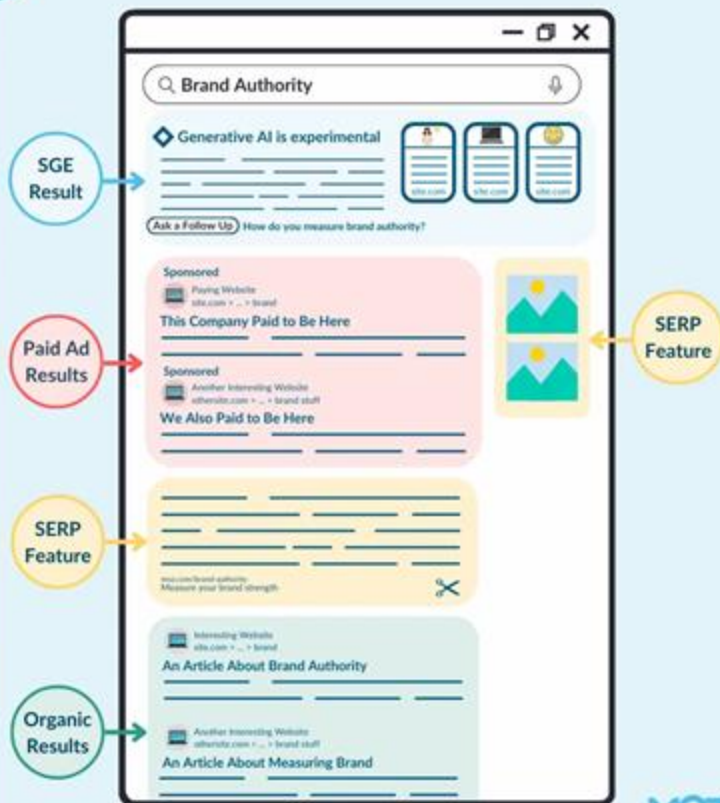 Brand Authority
Generative AI is experimental
site.com
site.com
site.com
SGE
Result
Ask a Follow Up How do you measure brand authority?
Sponsored
Paying Website
site.com > ... > brand
This Company Paid to Be Here
Paid Ad
Results
SERP
Feature
Sponsored
Another Interesting Website
othersite.com > ... > brand stuff
We Also Paid to Be Here
SERP
Feature
moz.com/brand-authority
Measure your brand strength
Interesting Website
site.com > ... > brand
An Article About Brand Authority
Organic
Results
Another Interesting Website
othersite.com > ... > brand stuff
An Article About Measuring Brand